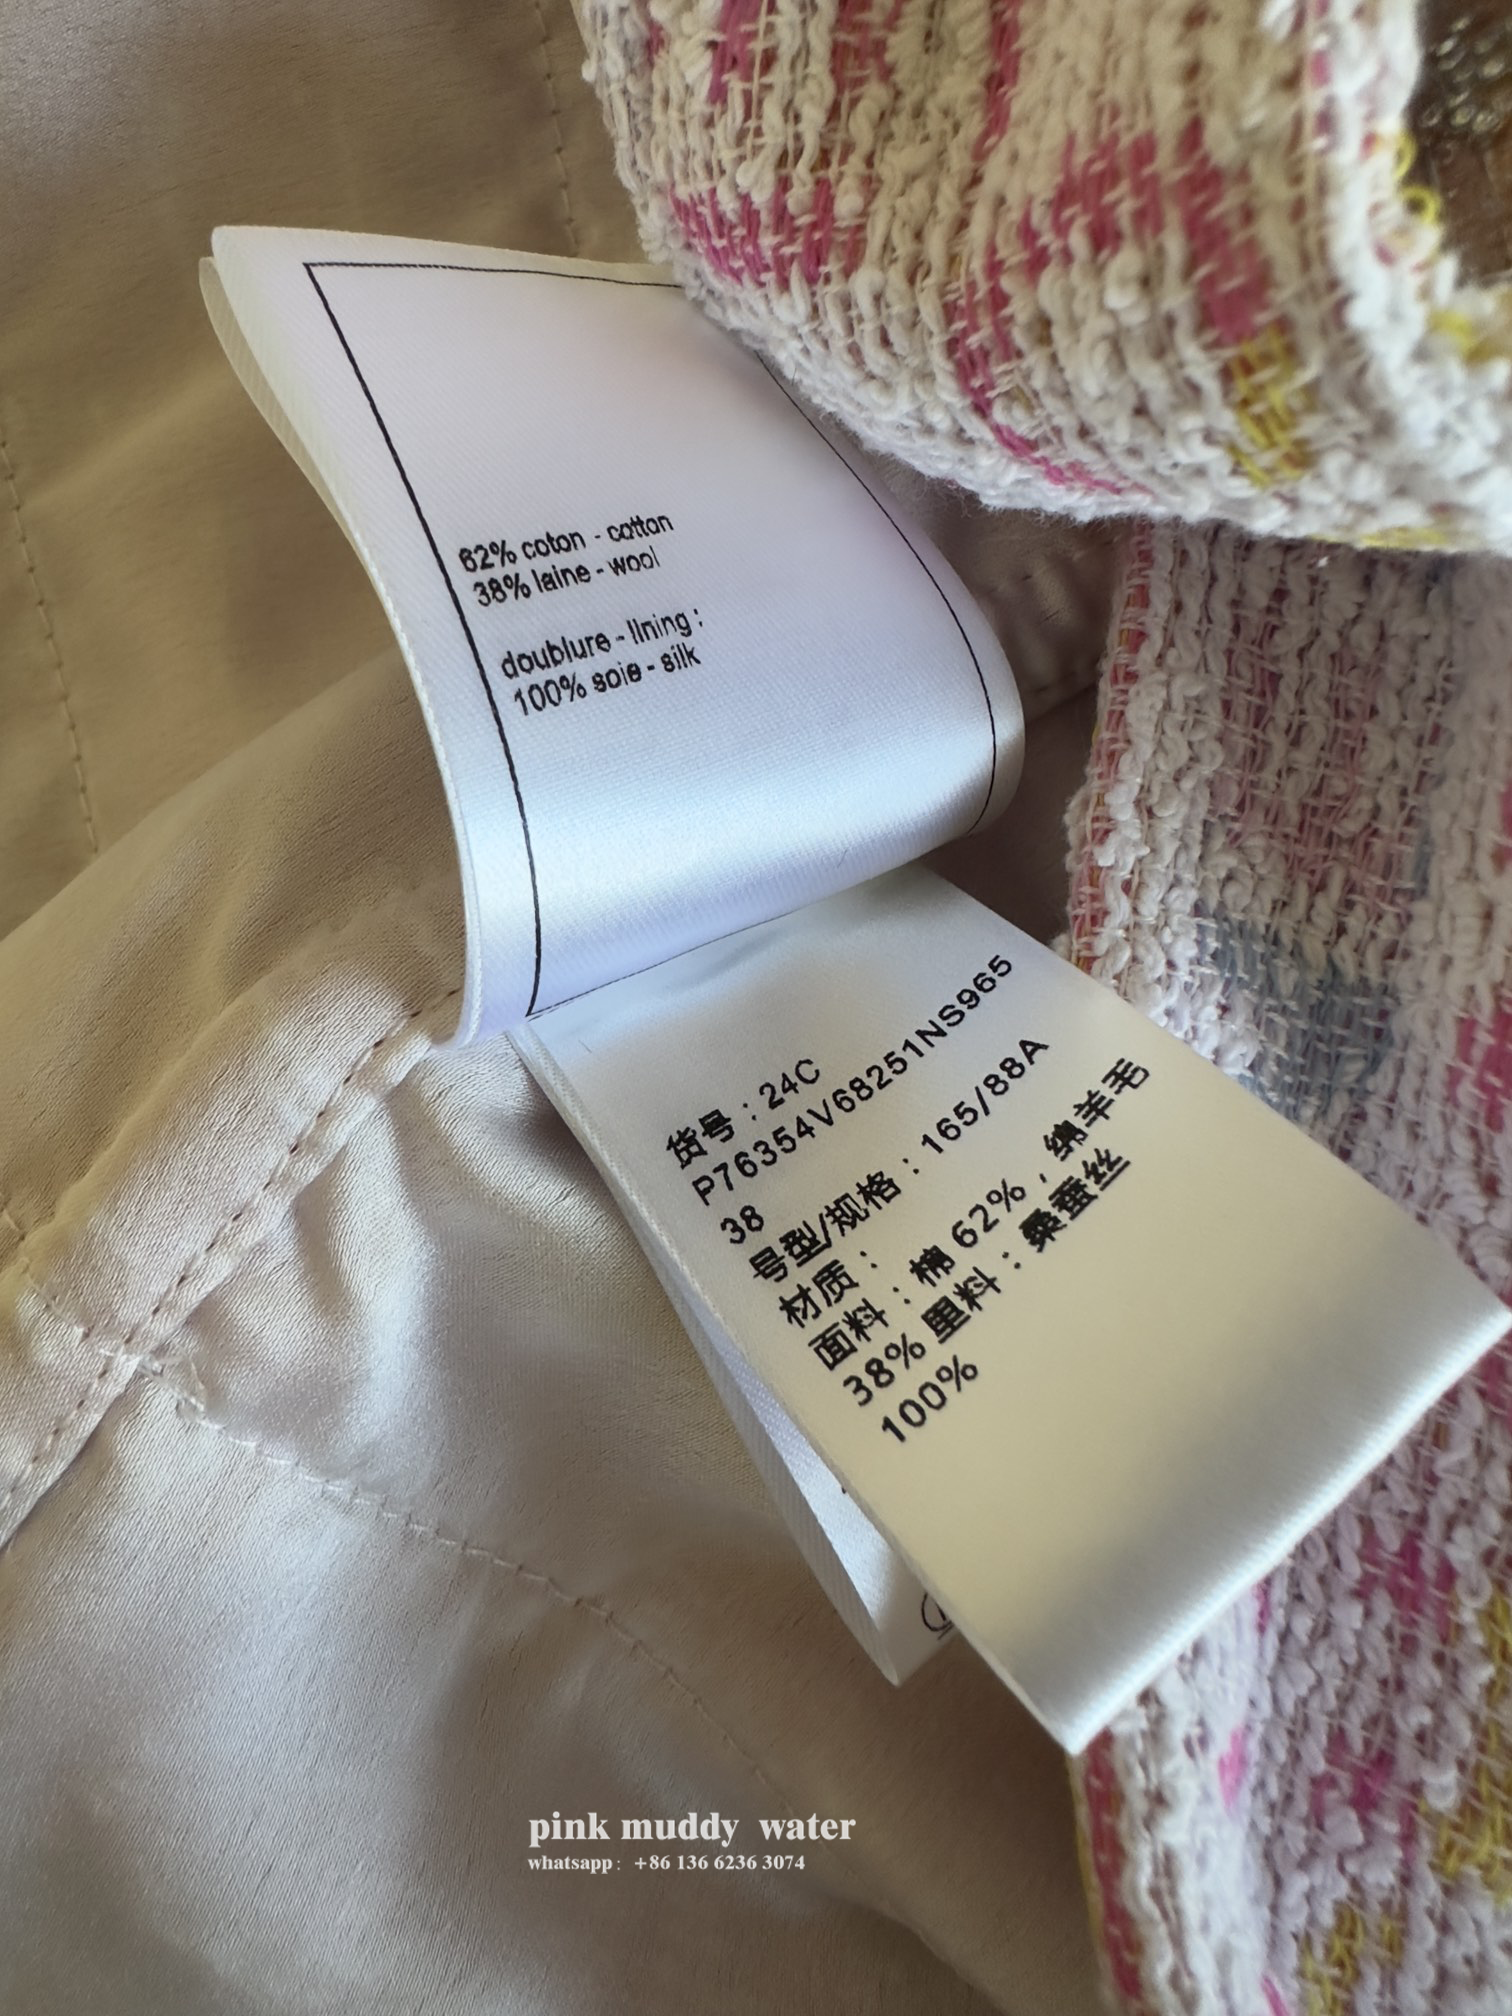 62% coton - cotton
38% laine - wool
doublure - lining :
100% soie - silk
货号：24C
P76354V68251NS965
38
号型/规格：165/88A
材质：
面料：棉 62%，绵羊毛
38% 里料：桑蚕丝
100%
pink muddy water
whatsapp：+86 136 6236 3074